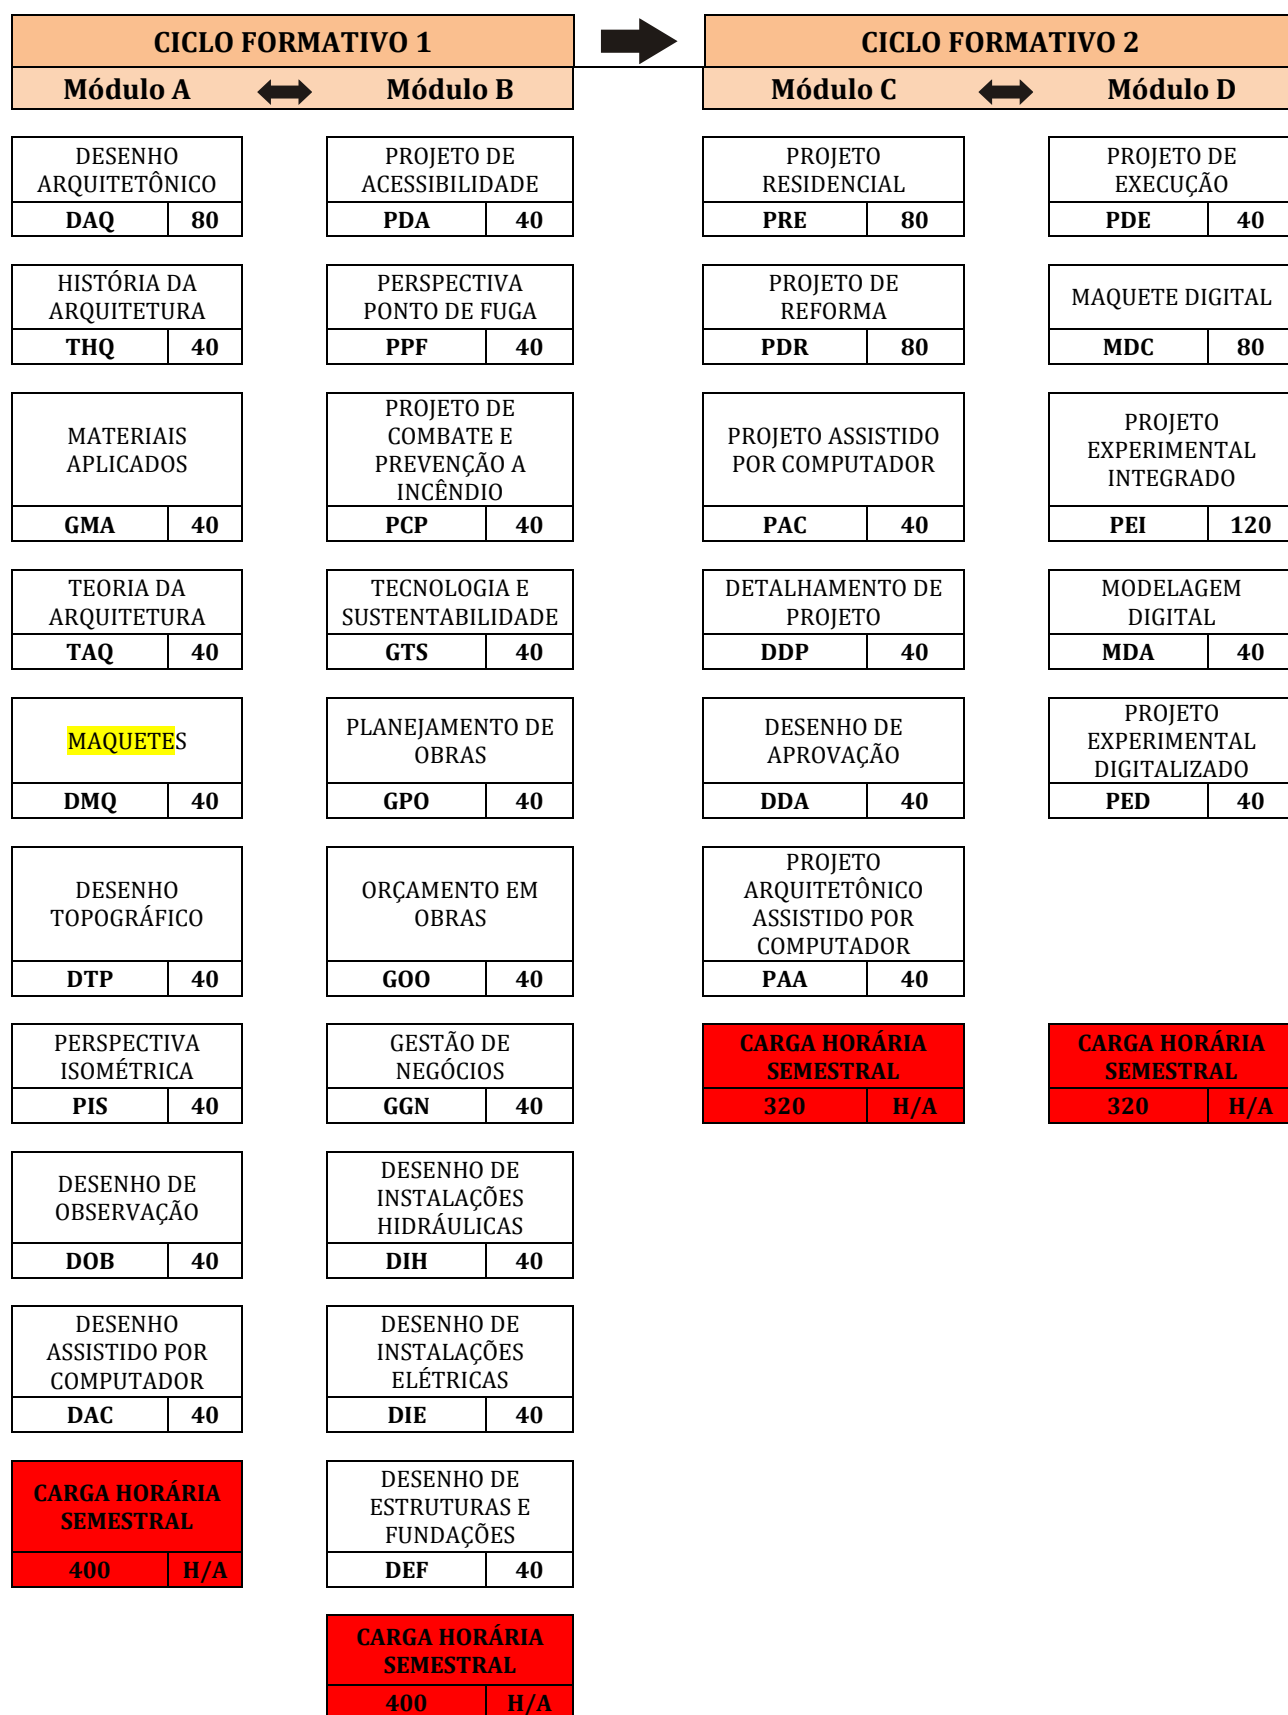 CICLO FORMATIVO 1
CICLO FORMATIVO 2
Módulo A
Módulo B
Módulo C
Módulo D
DESENHO
ARQUITETÔNICO
DAQ 80
PROJETO DE
ACESSIBILIDADE
PDA 40
PROJETO
RESIDENCIAL
PRE 80
PROJETO DE
EXECUÇÃO
PDE 40
HISTÓRIA DA
ARQUITETURA
THQ 40
PERSPECTIVA
PONTO DE FUGA
PPF 40
PROJETO DE
REFORMA
PDR 80
MAQUETE DIGITAL
MDC 80
MATERIAIS
APLICADOS
GMA 40
PROJETO DE
COMBATE E
PREVENÇÃO A
INCÊNDIO
PCP 40
PROJETO ASSISTIDO
POR COMPUTADOR
PAC 40
PROJETO
EXPERIMENTAL
INTEGRADO
PEI 120
TEORIA DA
ARQUITETURA
TAQ 40
TECNOLOGIA E
SUSTENTABILIDADE
GTS 40
DETALHAMENTO DE
PROJETO
DDP 40
MODELAGEM
DIGITAL
MDA 40
MAQUETES
DMQ 40
PLANEJAMENTO DE
OBRAS
GPO 40
DESENHO DE
APROVAÇÃO
DDA 40
PROJETO
EXPERIMENTAL
DIGITALIZADO
PED 40
DESENHO
TOPOGRÁFICO
DTP 40
ORÇAMENTO EM
OBRAS
GOO 40
PROJETO
ARQUITETÔNICO
ASSISTIDO POR
COMPUTADOR
PAA 40
PERSPECTIVA
ISOMÉTRICA
PIS 40
GESTÃO DE
NEGÓCIOS
GGN 40
CARGA HORÁRIA
SEMESTRAL
320 H/A
CARGA HORÁRIA
SEMESTRAL
320 H/A
DESENHO DE
OBSERVAÇÃO
DOB 40
DESENHO DE
INSTALAÇÕES
HIDRÁULICAS
DIH 40
DESENHO
ASSISTIDO POR
COMPUTADOR
DAC 40
DESENHO DE
INSTALAÇÕES
ELÉTRICAS
DIE 40
CARGA HORÁRIA
SEMESTRAL
400 H/A
DESENHO DE
ESTRUTURAS E
FUNDAÇÕES
DEF 40
CARGA HORÁRIA
SEMESTRAL
400 H/A